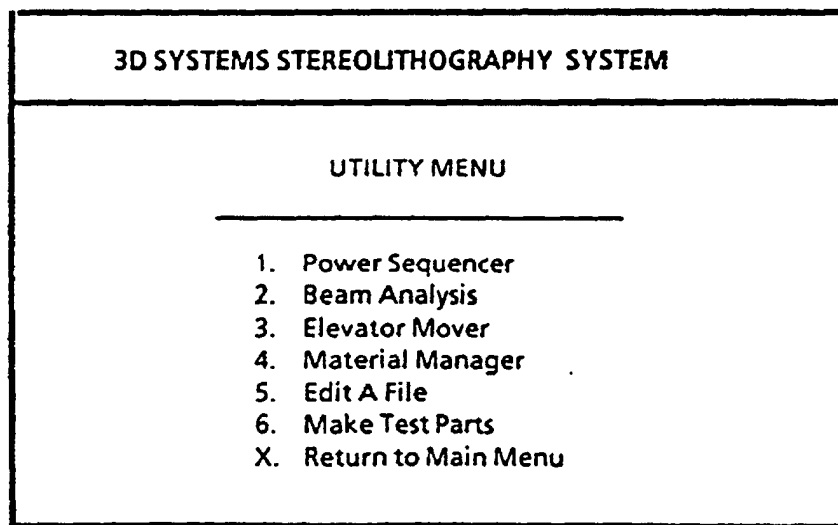 3D SYSTEMS STEREOLITHOGRAPHY SYSTEM
UTILITY MENU
1. Power Sequencer
2. Beam Analysis
3. Elevator Mover
4. Material Manager
5. Edit A File
6. Make Test Parts
X. Return to Main Menu